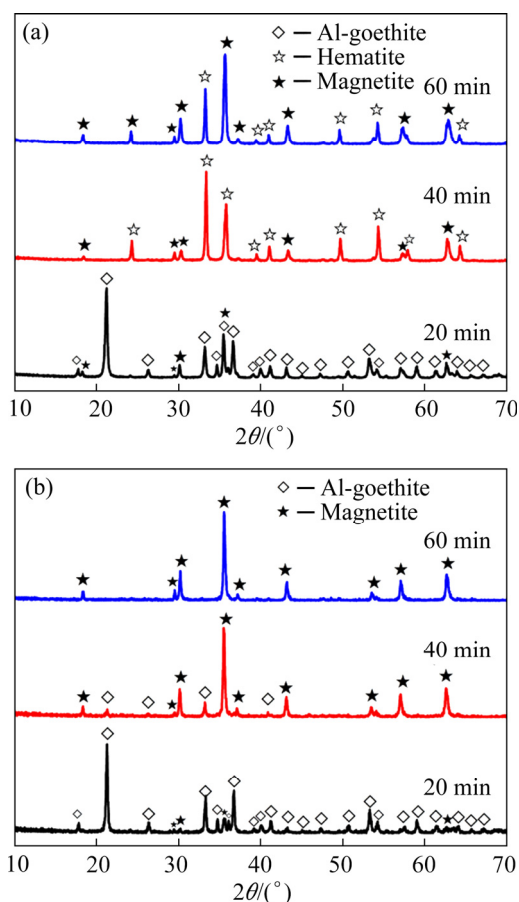 (a)
◇ — Al-goethite
☆ — Hematite
★ — Magnetite
60 min
40 min
20 min
10 20 30 40 50 60 70
2θ/(°)
(b)
◇ — Al-goethite
★ — Magnetite
60 min
40 min
20 min
10 20 30 40 50 60 70
2θ/(°)